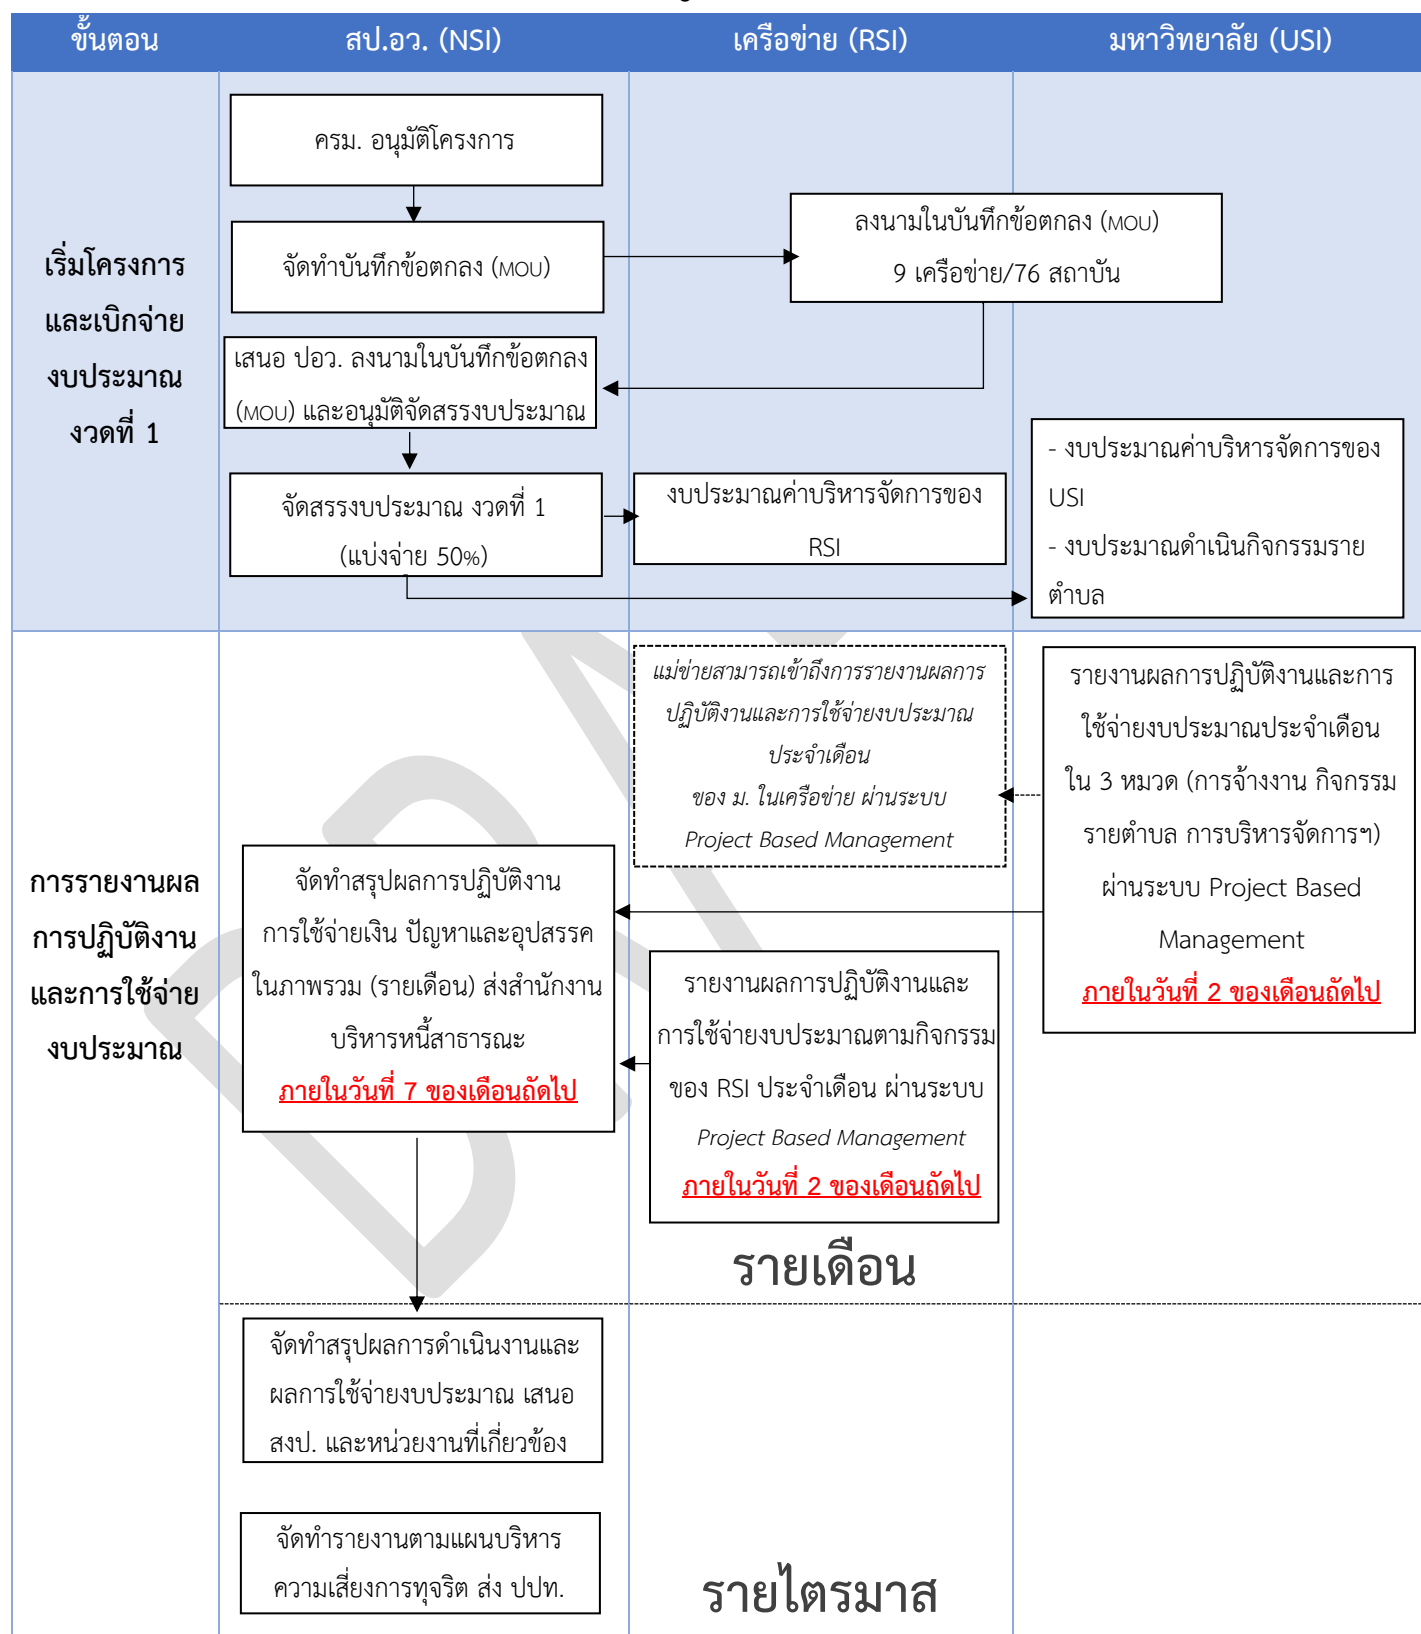 ขั้นตอน
สป.อว. (NSI)
เครือข่าย (RSI)
มหาวิทยาลัย (USI)
เริ่มโครงการ
และเบิกจ่าย
งบประมาณ
งวดที่ 1
ครม. อนุมัติโครงการ
จัดทำบันทึกข้อตกลง (MOU)
ลงนามในบันทึกข้อตกลง (MOU)
9 เครือข่าย/76 สถาบัน
เสนอ ปอว. ลงนามในบันทึกข้อตกลง
(MOU) และอนุมัติจัดสรรงบประมาณ
จัดสรรงบประมาณ งวดที่ 1
(แบ่งจ่าย 50%)
งบประมาณค่าบริหารจัดการของ
RSI
- งบประมาณค่าบริหารจัดการของ
USI
- งบประมาณดำเนินกิจกรรมราย
ตำบล
การรายงานผล
การปฏิบัติงาน
และการใช้จ่าย
งบประมาณ
แม่ข่ายสามารถเข้าถึงการรายงานผลการ
ปฏิบัติงานและการใช้จ่ายงบประมาณ
ประจำเดือน
ของ ม. ในเครือข่าย ผ่านระบบ
Project Based Management
รายงานผลการปฏิบัติงานและการ
ใช้จ่ายงบประมาณประจำเดือน
ใน 3 หมวด (การจ้างงาน กิจกรรม
รายตำบล การบริหารจัดการฯ)
ผ่านระบบ Project Based
Management
ภายในวันที่ 2 ของเดือนถัดไป
จัดทำสรุปผลการปฏิบัติงาน
การใช้จ่ายเงิน ปัญหาและอุปสรรค
ในภาพรวม (รายเดือน) ส่งสำนักงาน
บริหารหนี้สาธารณะ
ภายในวันที่ 7 ของเดือนถัดไป
รายงานผลการปฏิบัติงานและ
การใช้จ่ายงบประมาณตามกิจกรรม
ของ RSI ประจำเดือน ผ่านระบบ
Project Based Management
ภายในวันที่ 2 ของเดือนถัดไป
รายเดือน
จัดทำสรุปผลการดำเนินงานและ
ผลการใช้จ่ายงบประมาณ เสนอ
สงป. และหน่วยงานที่เกี่ยวข้อง
จัดทำรายงานตามแผนบริหาร
ความเสี่ยงการทุจริต ส่ง ปปท.
รายไตรมาส